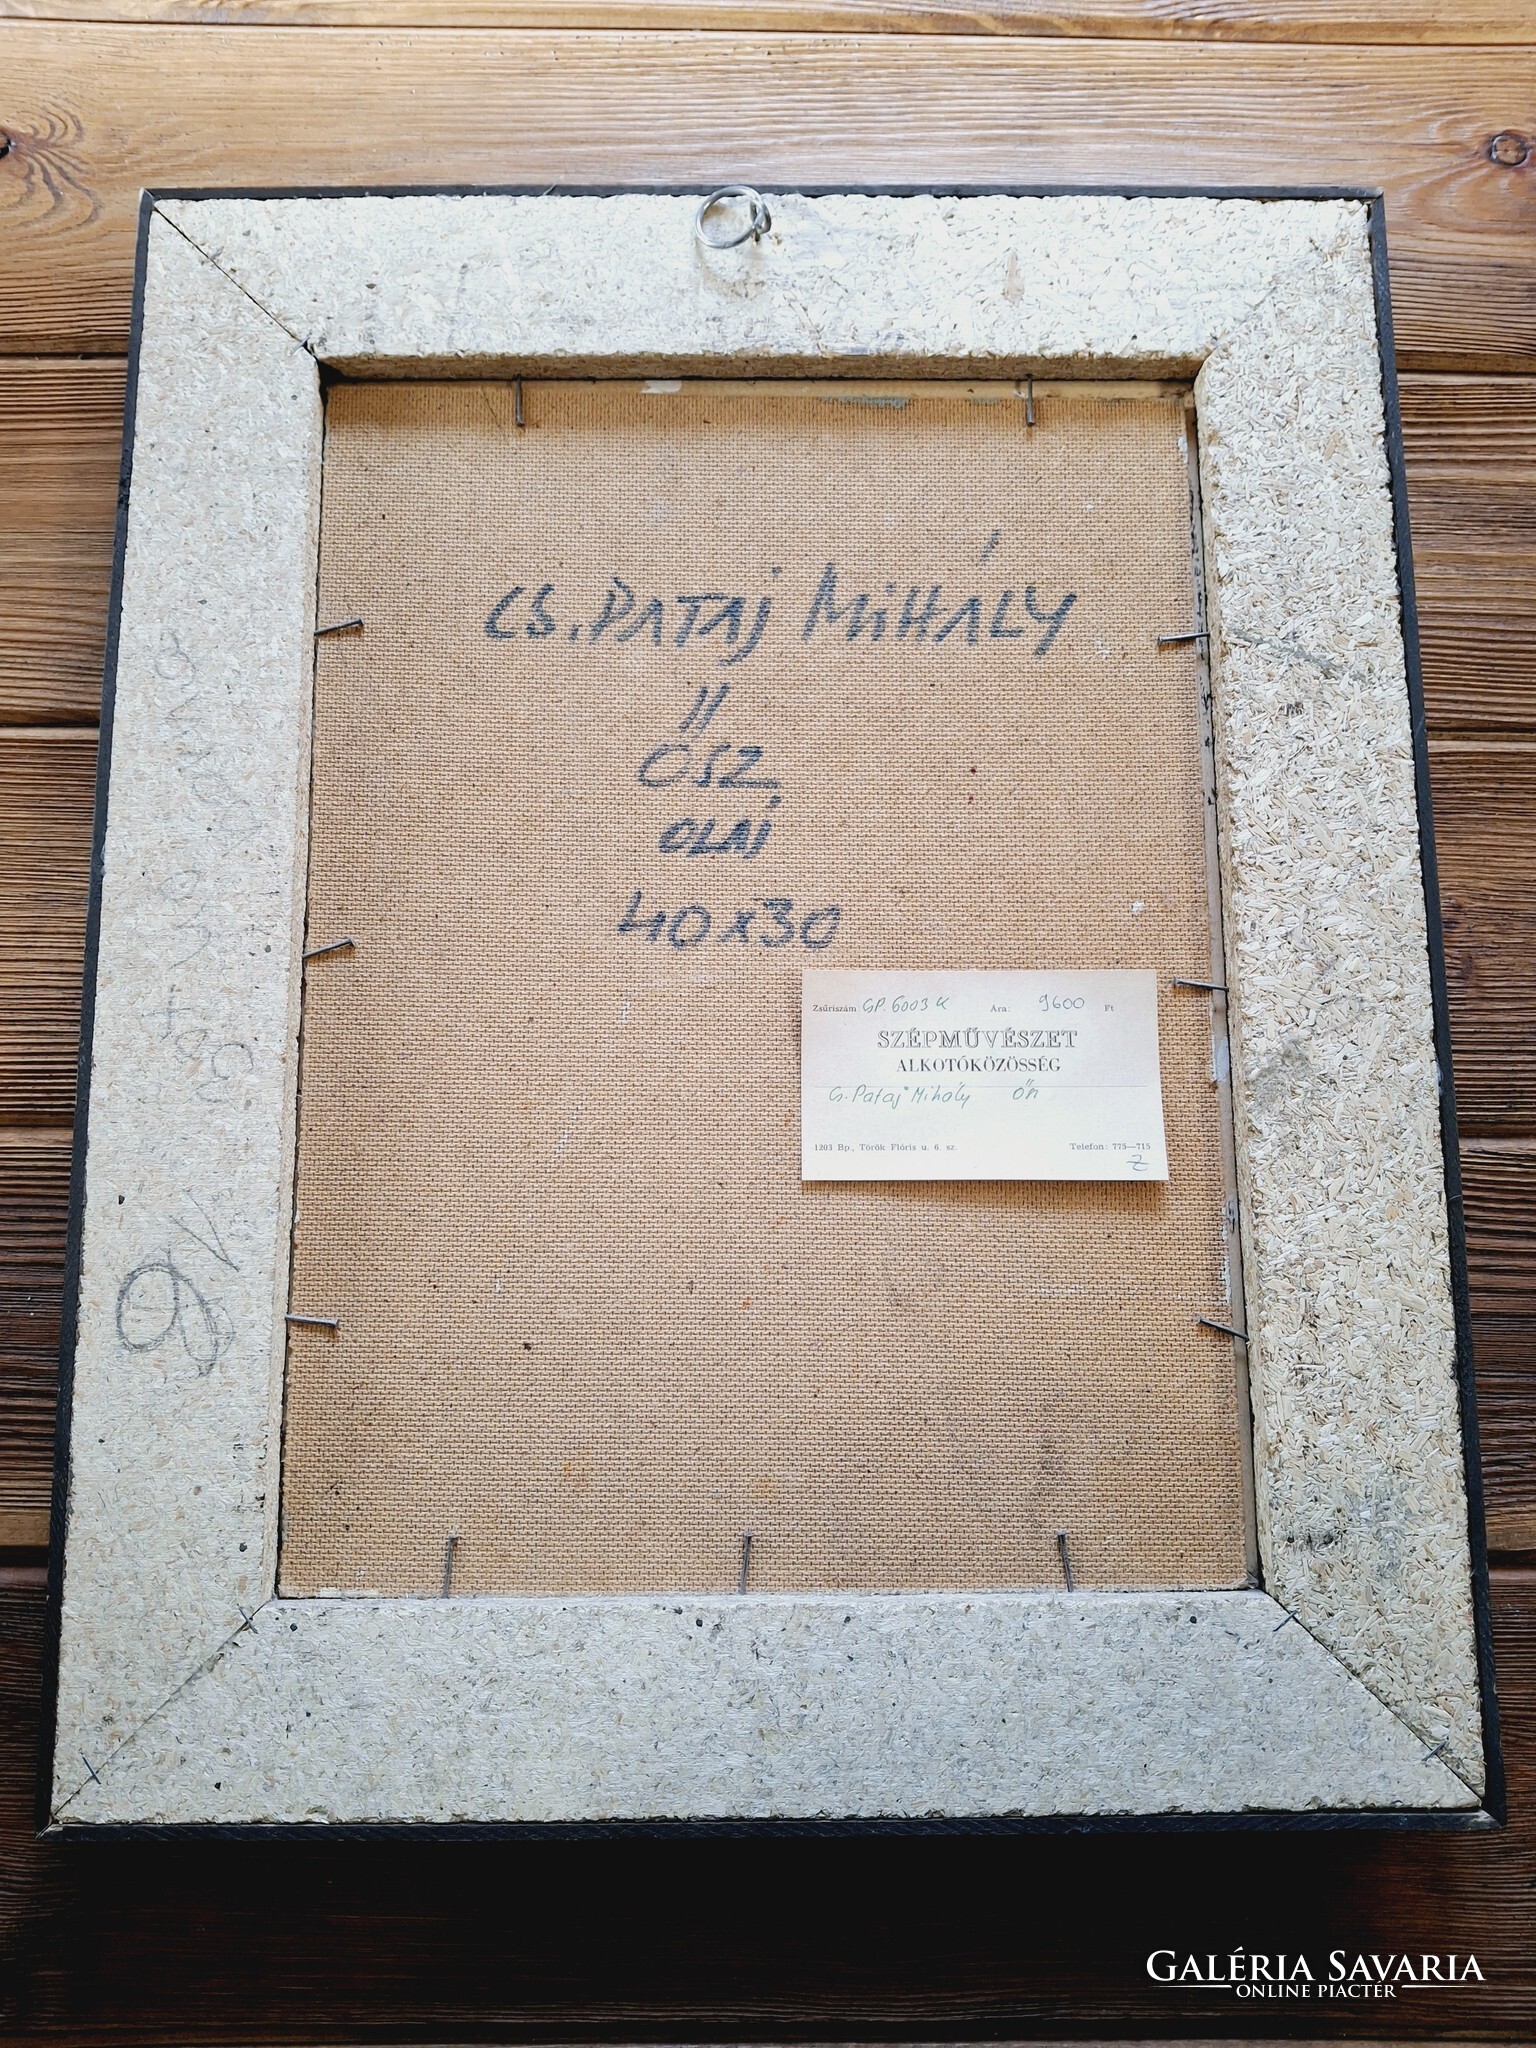 CS. PATAJ MIHÁLY
ŐSZ
OLAJ
40x30
Zsűriszám GP. 6003 Ára: 9600 Ft
SZÉPMŰVÉSZET
ALKOTÓKÖZÖSSÉG
Cs. Pataj Mihály
1203 Bp., Török Flóris u. 6. sz. Telefon: 775—715
GALÉRIA SAVARIA
ONLINE PIACTÉR